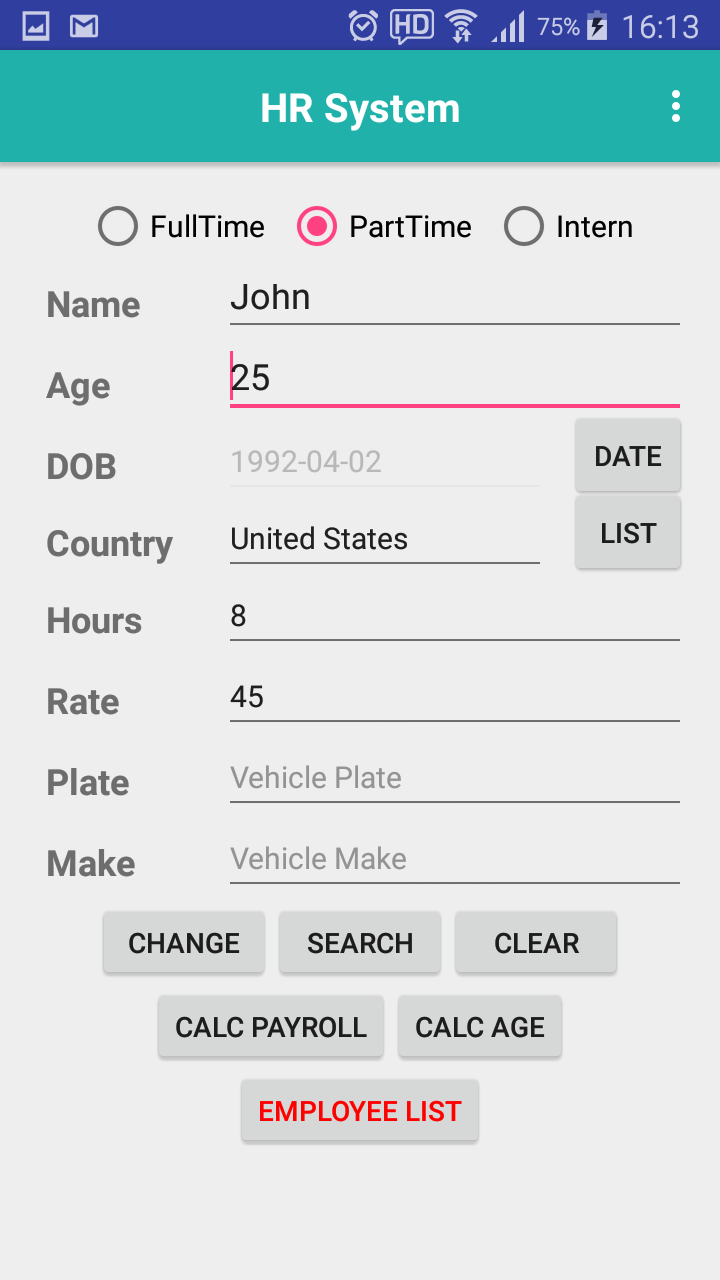 HD 75% 16:13
HR System
FullTime PartTime Intern
Name John
Age 25
DOB 1992-04-02 DATE
Country United States LIST
Hours 8
Rate 45
Plate Vehicle Plate
Make Vehicle Make
CHANGE SEARCH CLEAR
CALC PAYROLL CALC AGE
EMPLOYEE LIST